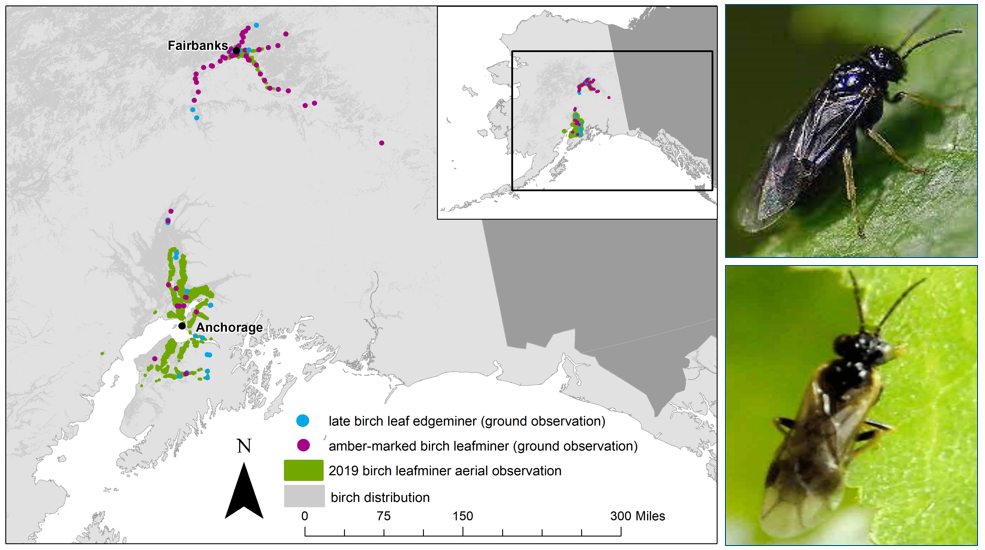 Fairbanks
Anchorage
late birch leaf edgeminer (ground observation)
amber-marked birch leafminer (ground observation)
2019 birch leafminer aerial observation
birch distribution
N
0 75 150 300 Miles